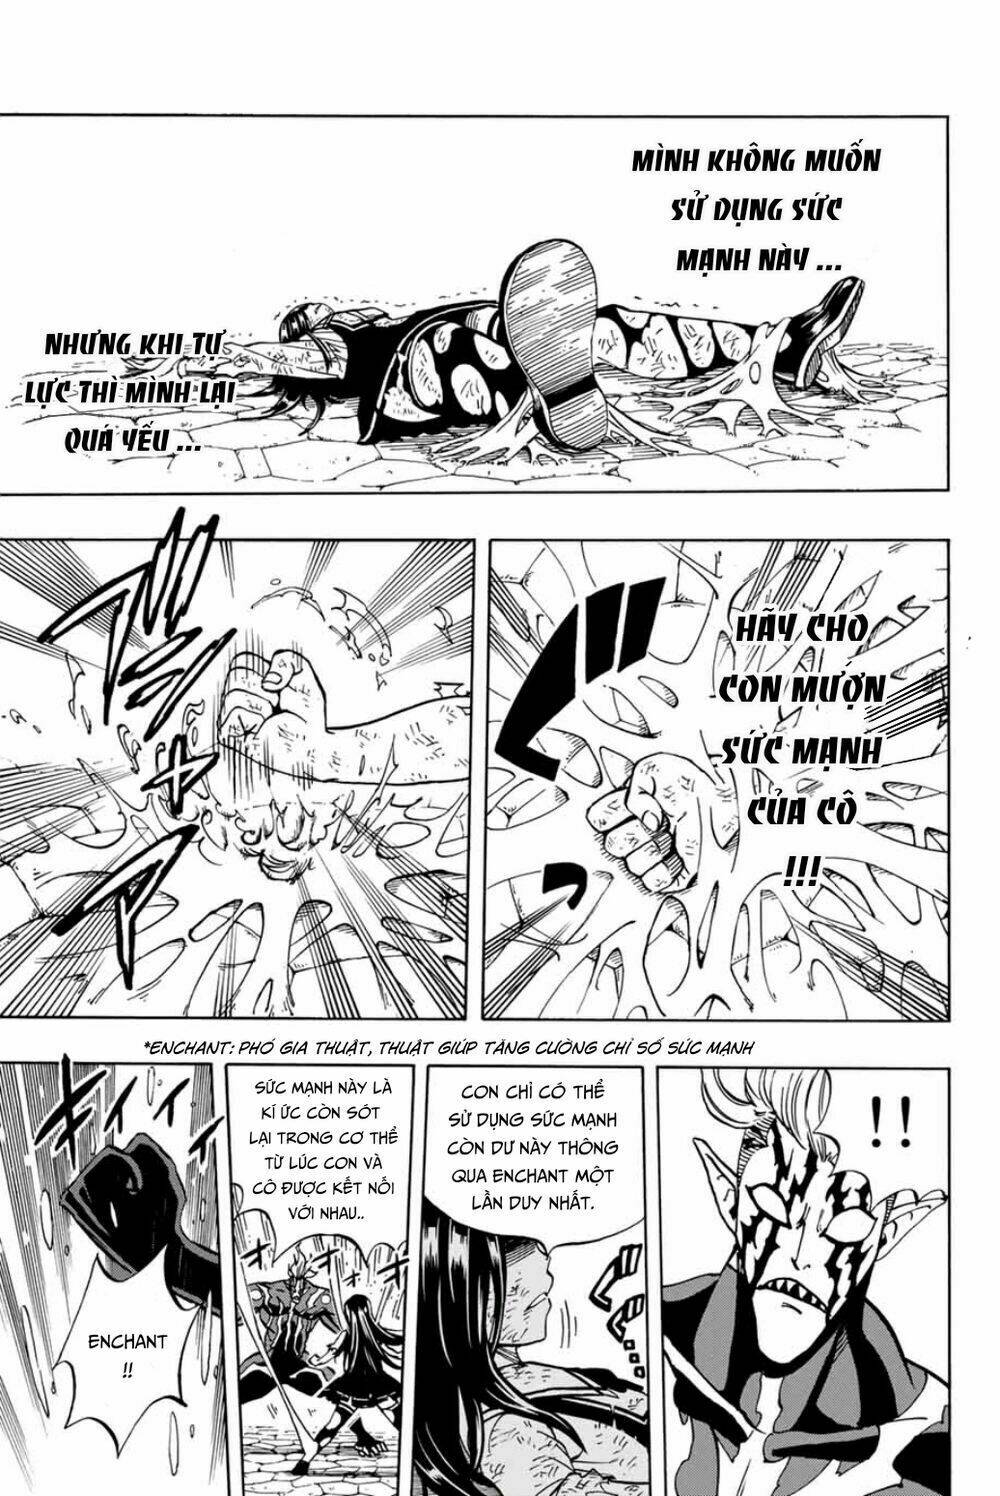 MÌNH KHÔNG MUỐN
SỬ DỤNG SỨC
MẠNH NÀY ...
NHƯNG KHI TỰ
LỰC THÌ MÌNH LẠI
QUÁ YẾU ...
HÃY CHO
CON MƯỢN
SỨC MẠNH
CỦA CÔ
!!!
*ENCHANT: PHÓ GIA THUẬT, THUẬT GIÚP TĂNG CƯỜNG CHỈ SỐ SỨC MẠNH
!!
CON CHỈ CÓ THỂ
SỬ DỤNG SỨC MẠNH
CÒN DƯ NÀY THÔNG
QUA ENCHANT MỘT
LẦN DUY NHẤT.
SỨC MẠNH NÀY LÀ
KÍ ỨC CÒN SÓT
LẠI TRONG CƠ THỂ
TỪ LÚC CON VÀ
CÔ ĐƯỢC KẾT NỐI
VỚI NHAU..
ENCHANT
!!